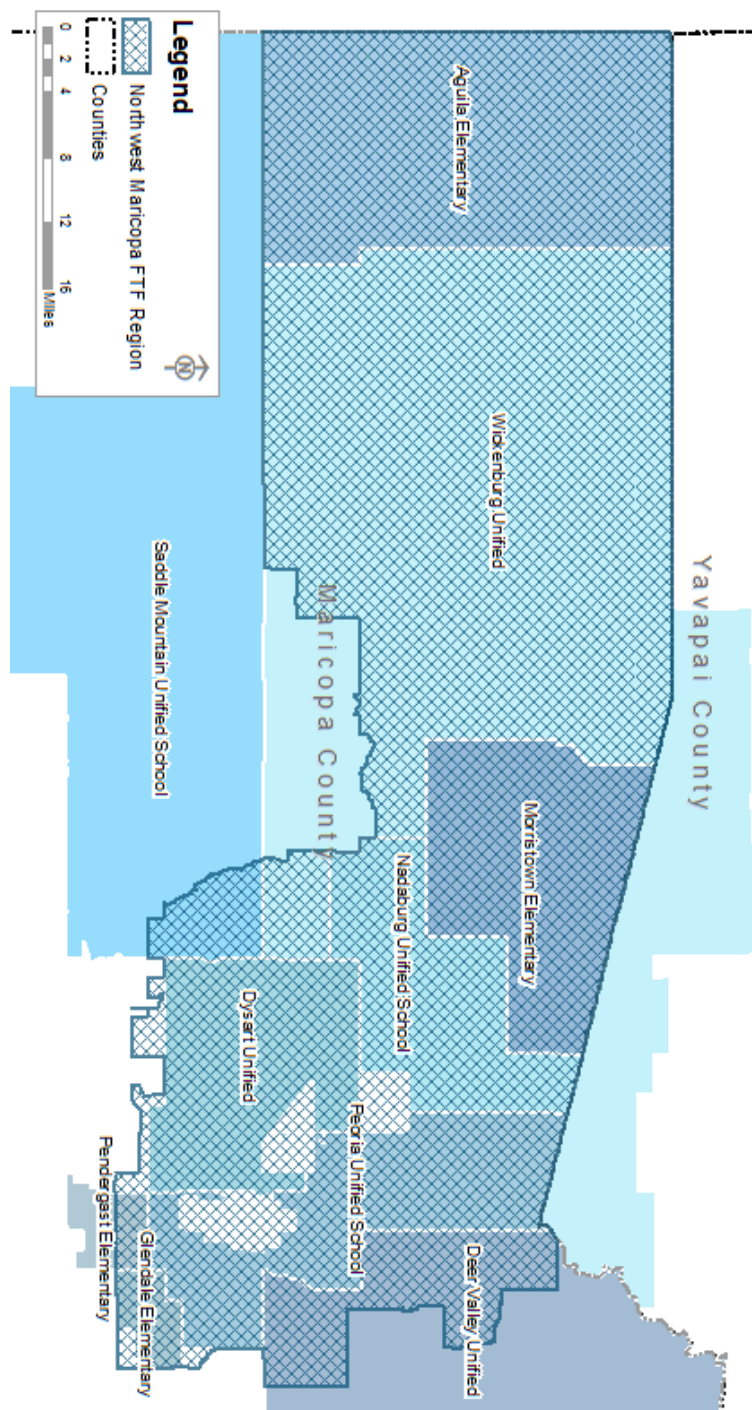 Yavapai County
Aguila Elementary
Wickenburg Unified
Morristown Elementary
Deer Valley Unified
Nadaburg Unified School
Peoria Unified School
Maricopa County
Dysart Unified
Saddle Mountain Unified School
Glendale Elementary
Pendergast Elementary
Legend
N
Northwest Maricopa FTF Region
Counties
0 2 4 8 12 16
Miles